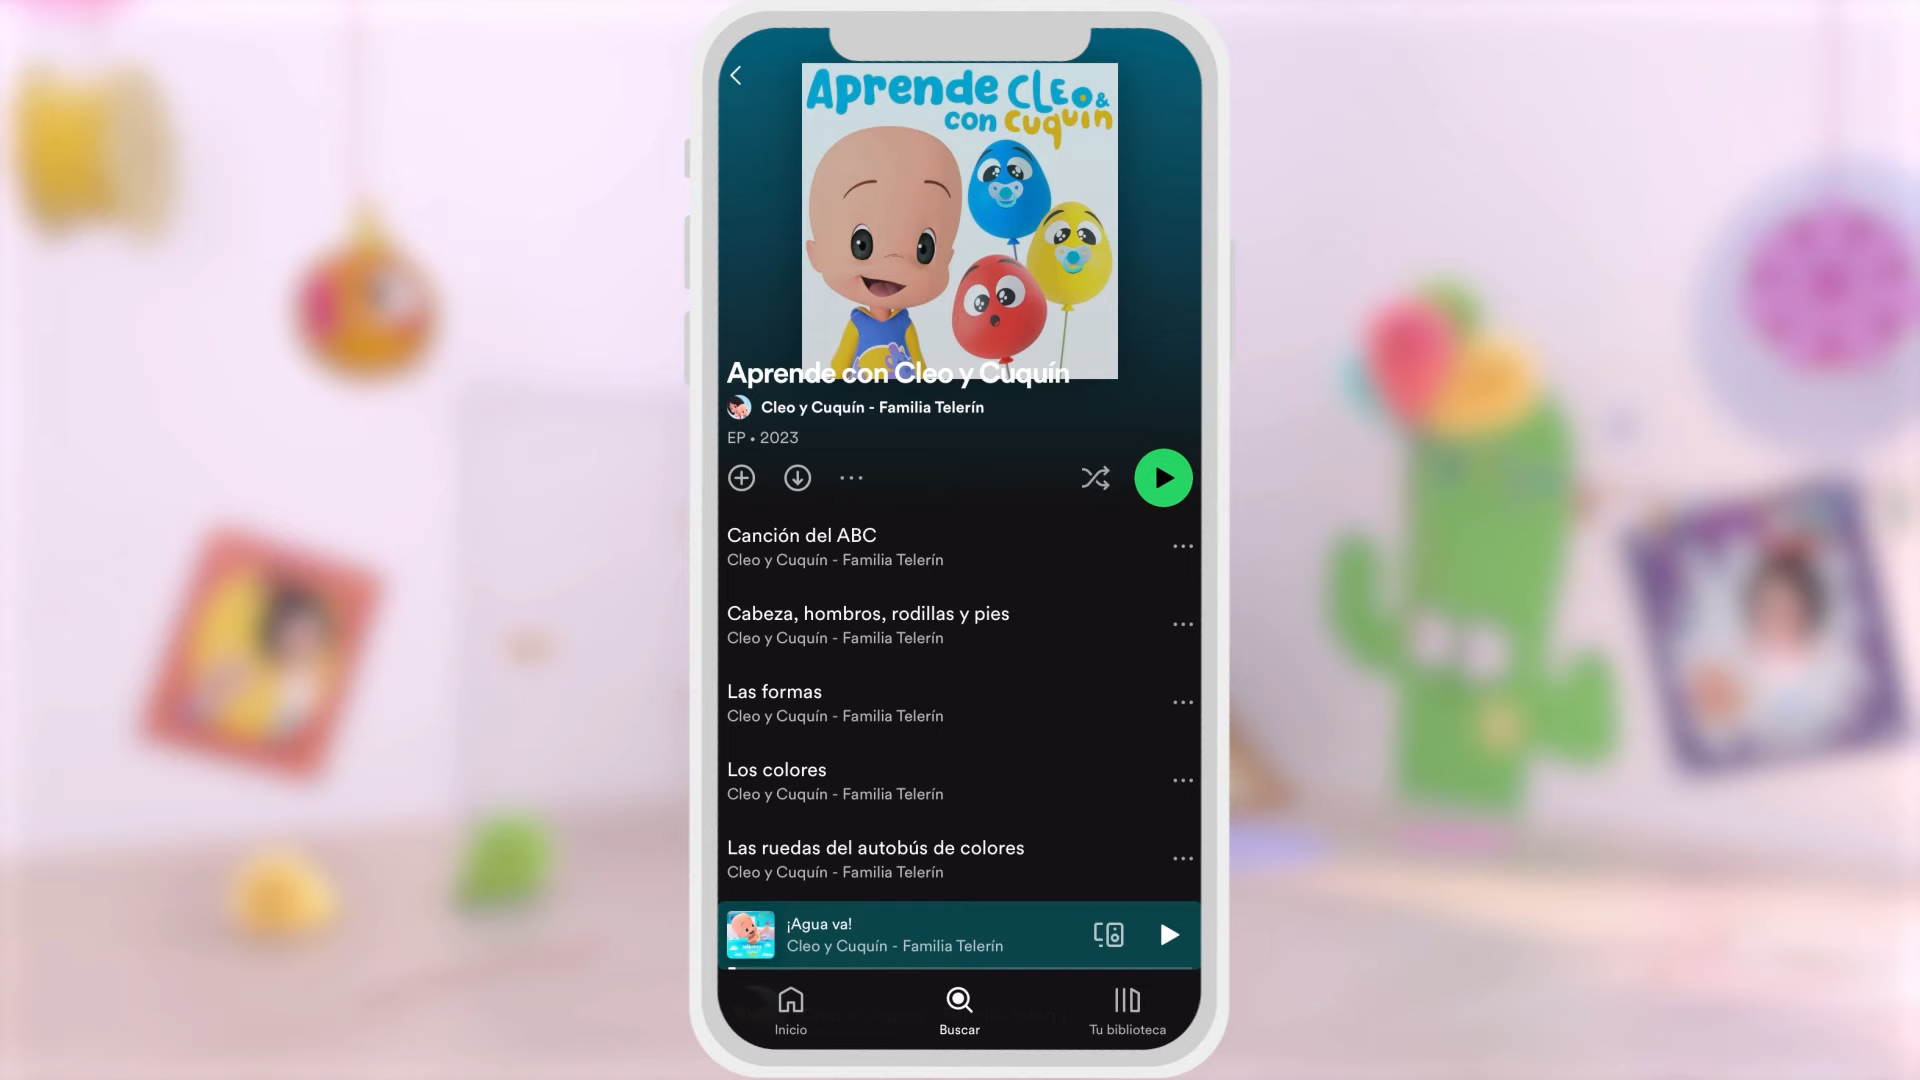 Aprende CLEO &
con Cuquín
Aprende con Cleo y Cuquín
Cleo y Cuquín - Familia Telerín
EP • 2023
Canción del ABC
Cleo y Cuquín - Familia Telerín
Cabeza, hombros, rodillas y pies
Cleo y Cuquín - Familia Telerín
Las formas
Cleo y Cuquín - Familia Telerín
Los colores
Cleo y Cuquín - Familia Telerín
Las ruedas del autobús de colores
Cleo y Cuquín - Familia Telerín
¡Agua va!
Cleo y Cuquín - Familia Telerín
Inicio
Buscar
Tu biblioteca